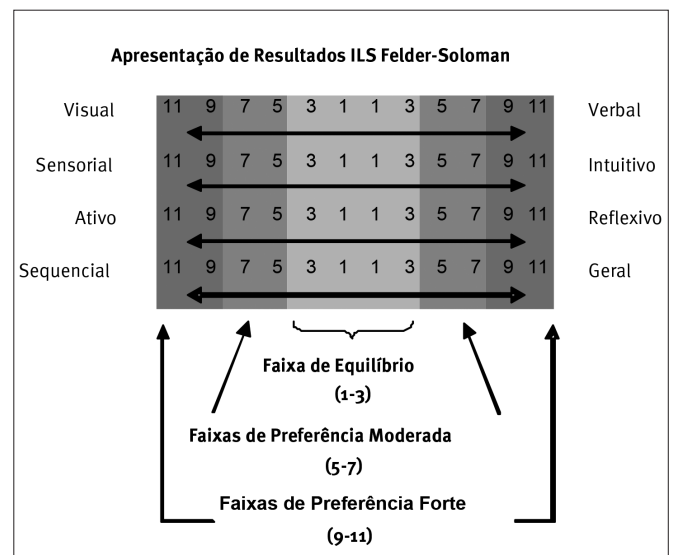 Apresentação de Resultados ILS Felder-Soloman
Visual 11 9 7 5 3 1 1 3 5 7 9 11 Verbal
Sensorial 11 9 7 5 3 1 1 3 5 7 9 11 Intuitivo
Ativo 11 9 7 5 3 1 1 3 5 7 9 11 Reflexivo
Sequencial 11 9 7 5 3 1 1 3 5 7 9 11 Geral
Faixa de Equilíbrio
(1-3)
Faixas de Preferência Moderada
(5-7)
Faixas de Preferência Forte
(9-11)